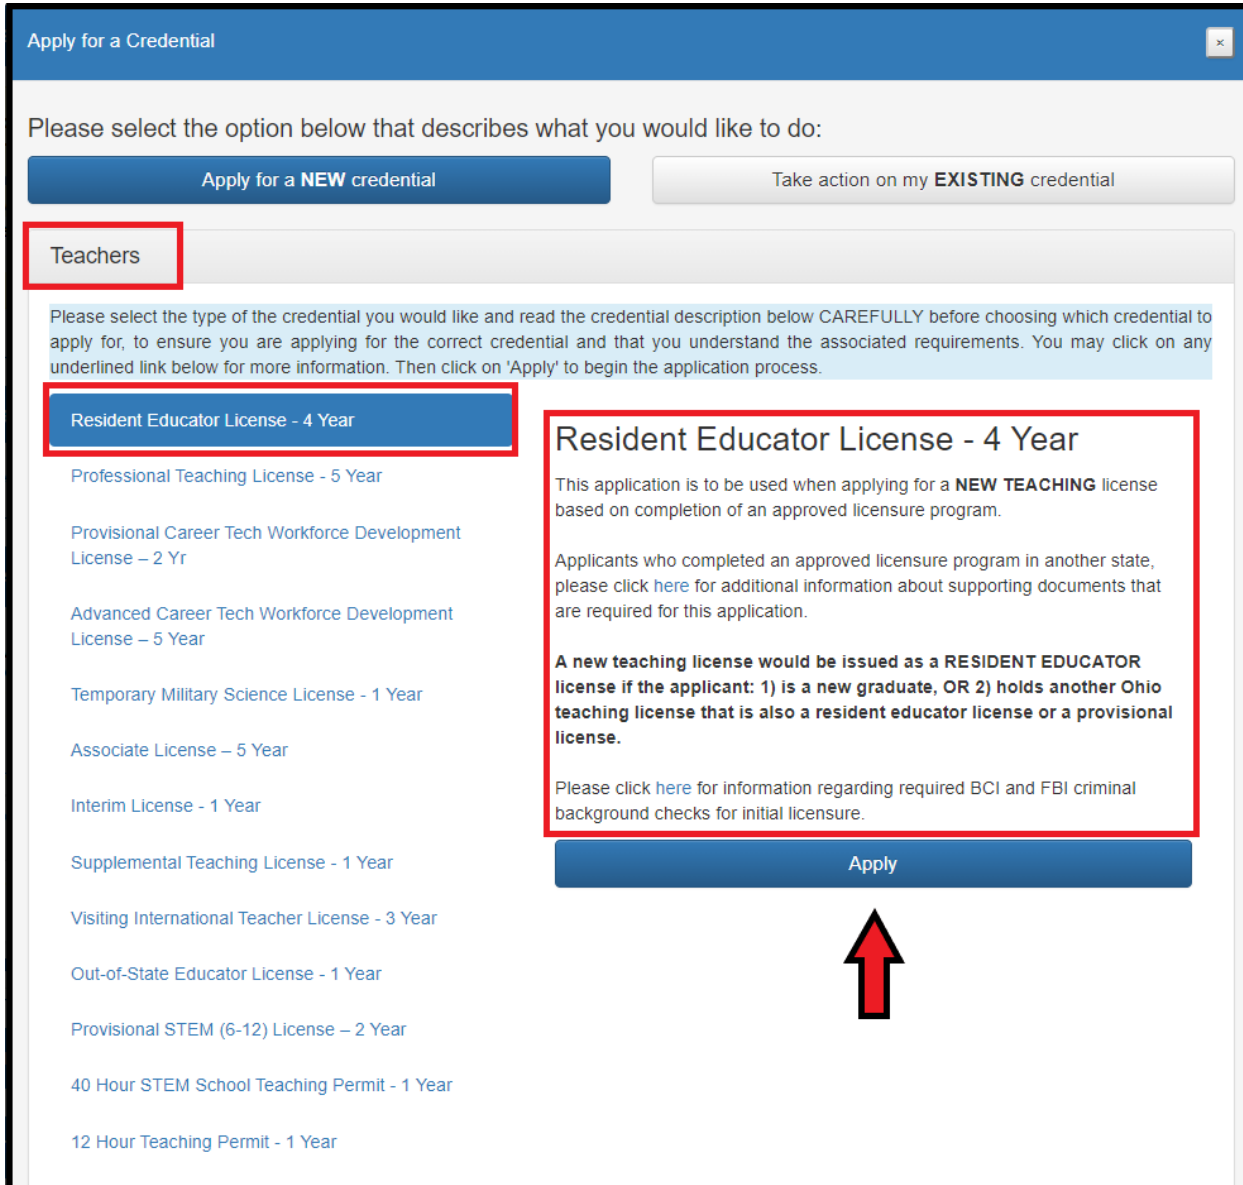 Apply for a Credential
×
Please select the option below that describes what you would like to do:
Apply for a NEW credential
Take action on my EXISTING credential
Teachers
Please select the type of the credential you would like and read the credential description below CAREFULLY before choosing which credential to
apply for, to ensure you are applying for the correct credential and that you understand the associated requirements. You may click on any
underlined link below for more information. Then click on 'Apply' to begin the application process.
Resident Educator License - 4 Year
Professional Teaching License - 5 Year
Provisional Career Tech Workforce Development
License – 2 Yr
Advanced Career Tech Workforce Development
License – 5 Year
Temporary Military Science License - 1 Year
Associate License – 5 Year
Interim License - 1 Year
Supplemental Teaching License - 1 Year
Visiting International Teacher License - 3 Year
Out-of-State Educator License - 1 Year
Provisional STEM (6-12) License – 2 Year
40 Hour STEM School Teaching Permit - 1 Year
12 Hour Teaching Permit - 1 Year
Resident Educator License - 4 Year
This application is to be used when applying for a NEW TEACHING license
based on completion of an approved licensure program.
Applicants who completed an approved licensure program in another state,
please click here for additional information about supporting documents that
are required for this application.
A new teaching license would be issued as a RESIDENT EDUCATOR
license if the applicant: 1) is a new graduate, OR 2) holds another Ohio
teaching license that is also a resident educator license or a provisional
license.
Please click here for information regarding required BCI and FBI criminal
background checks for initial licensure.
Apply